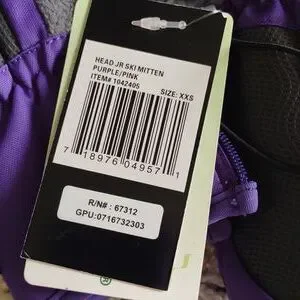 HEAD JR SKI MITTEN
PURPLE/PINK
ITEM# 1042405
SIZE: XXS
7 18976 04957 1
R/N# : 67312
GPU:0716732303
®